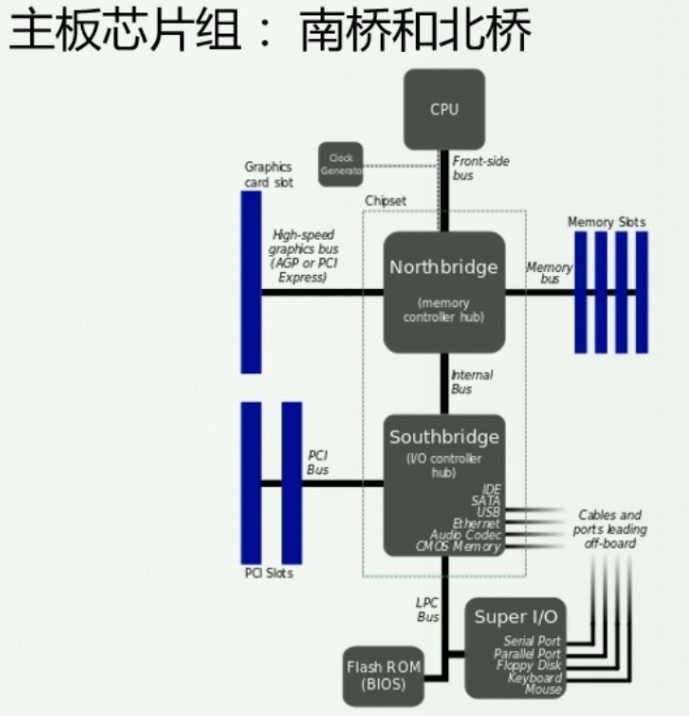 主板芯片组： 南桥和北桥
CPU
Clock
Generator
Front-side
bus
Graphics
card slot
Chipset
Memory Slots
High-speed
graphics bus
(AGP or PCI
Express)
Northbridge
(memory
controller hub)
Memory
bus
Internal
Bus
Southbridge
(I/O controller
hub)
PCI
Bus
IDE
SATA
USB
Ethernet
Audio Codec
CMOS Memory
Cables and
ports leading
off-board
PCI Slots
LPC
Bus
Super I/O
Serial Port
Parallel Port
Floppy Disk
Keyboard
Mouse
Flash ROM
(BIOS)